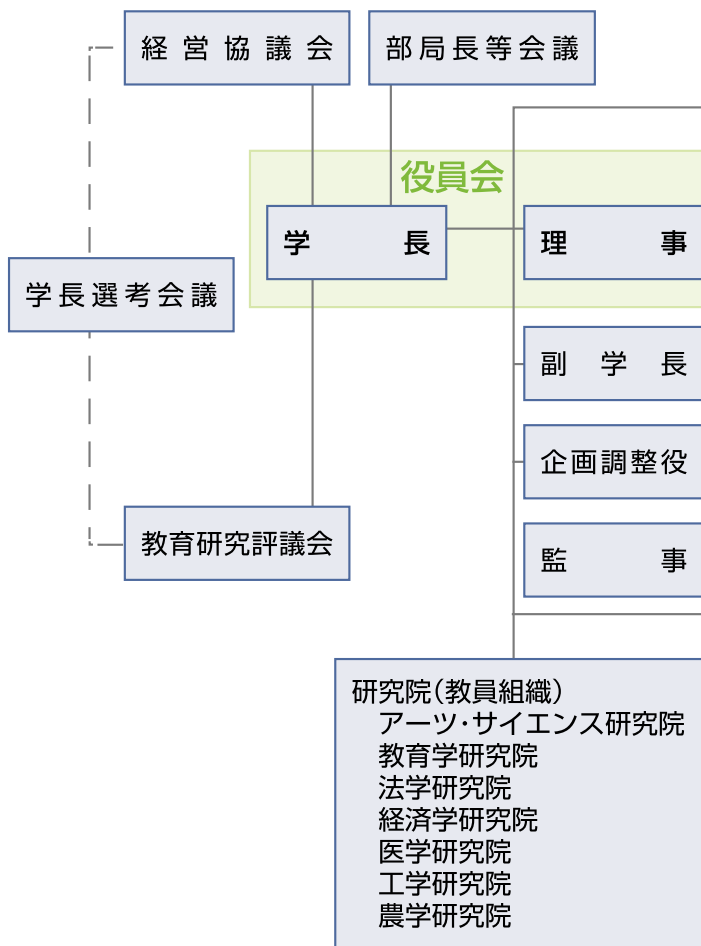 経営協議会
部局長等会議
役員会
学長
理事
学長選考会議
副学長
企画調整役
教育研究評議会
監事
研究院(教員組織)
アーツ・サイエンス研究院
教育学研究院
法学研究院
経済学研究院
医学研究院
工学研究院
農学研究院